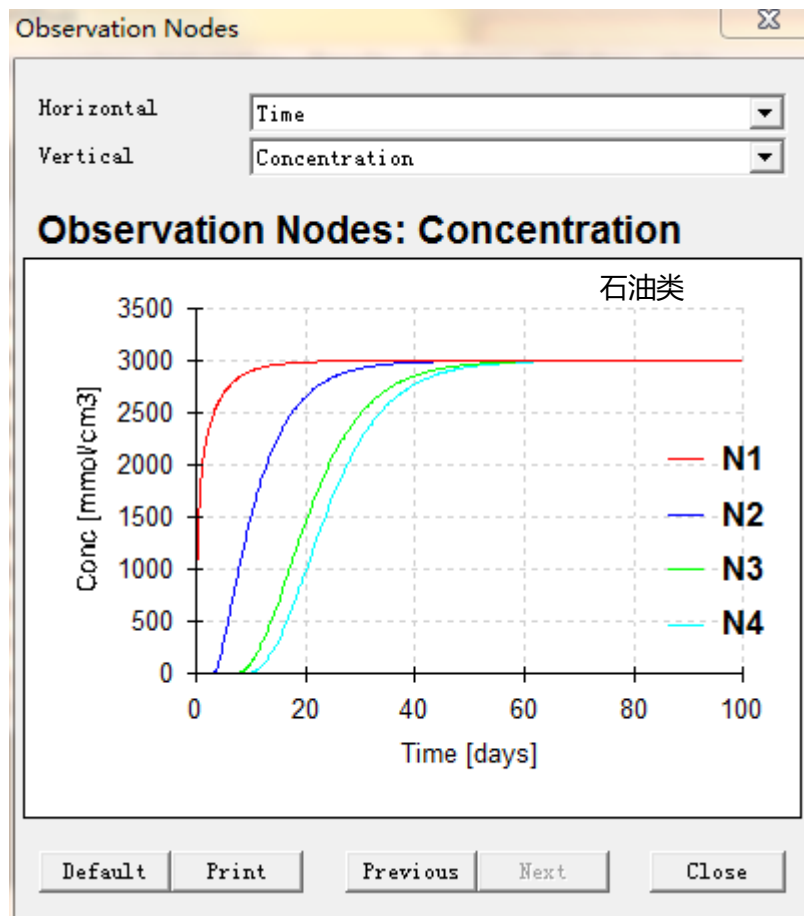 Observation Nodes
Horizontal
Time
Vertical
Concentration
Observation Nodes: Concentration
石油类
3500
3000
2500
2000
1500
1000
500
0
Conc [mmol/cm3]
N1
N2
N3
N4
0 20 40 60 80 100
Time [days]
Default Print Previous Next Close